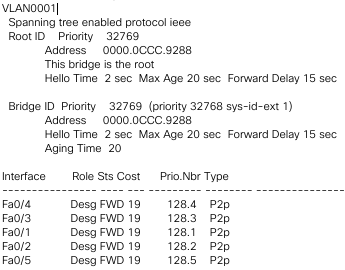 VLAN0001
Spanning tree enabled protocol ieee
Root ID Priority 32769
Address 0000.0CCC.9288
This bridge is the root
Hello Time 2 sec Max Age 20 sec Forward Delay 15 sec
Bridge ID Priority 32769 (priority 32768 sys-id-ext 1)
Address 0000.0CCC.9288
Hello Time 2 sec Max Age 20 sec Forward Delay 15 sec
Aging Time 20
Interface Role Sts Cost Prio.Nbr Type
---------------- ---- --- --------- -------- --------------------------------
Fa0/4 Desg FWD 19 128.4 P2p
Fa0/3 Desg FWD 19 128.3 P2p
Fa0/1 Desg FWD 19 128.1 P2p
Fa0/2 Desg FWD 19 128.2 P2p
Fa0/5 Desg FWD 19 128.5 P2p